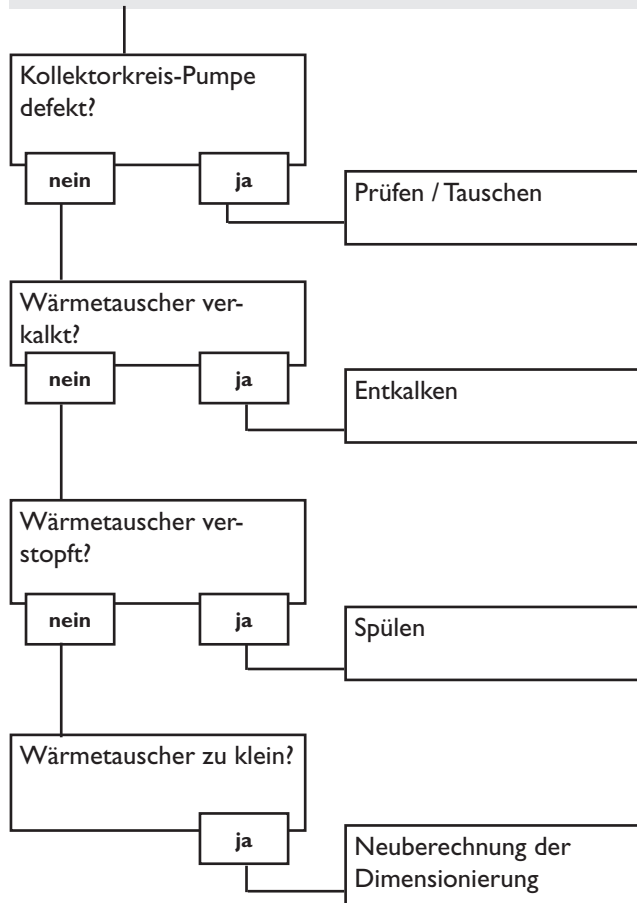 Kollektorkreis-Pumpe
defekt?
nein
ja
Prüfen / Tauschen
Wärmetauscher ver-
kalkt?
nein
ja
Entkalken
Wärmetauscher ver-
stopft?
nein
ja
Spülen
Wärmetauscher zu klein?
ja
Neuberechnung der
Dimensionierung